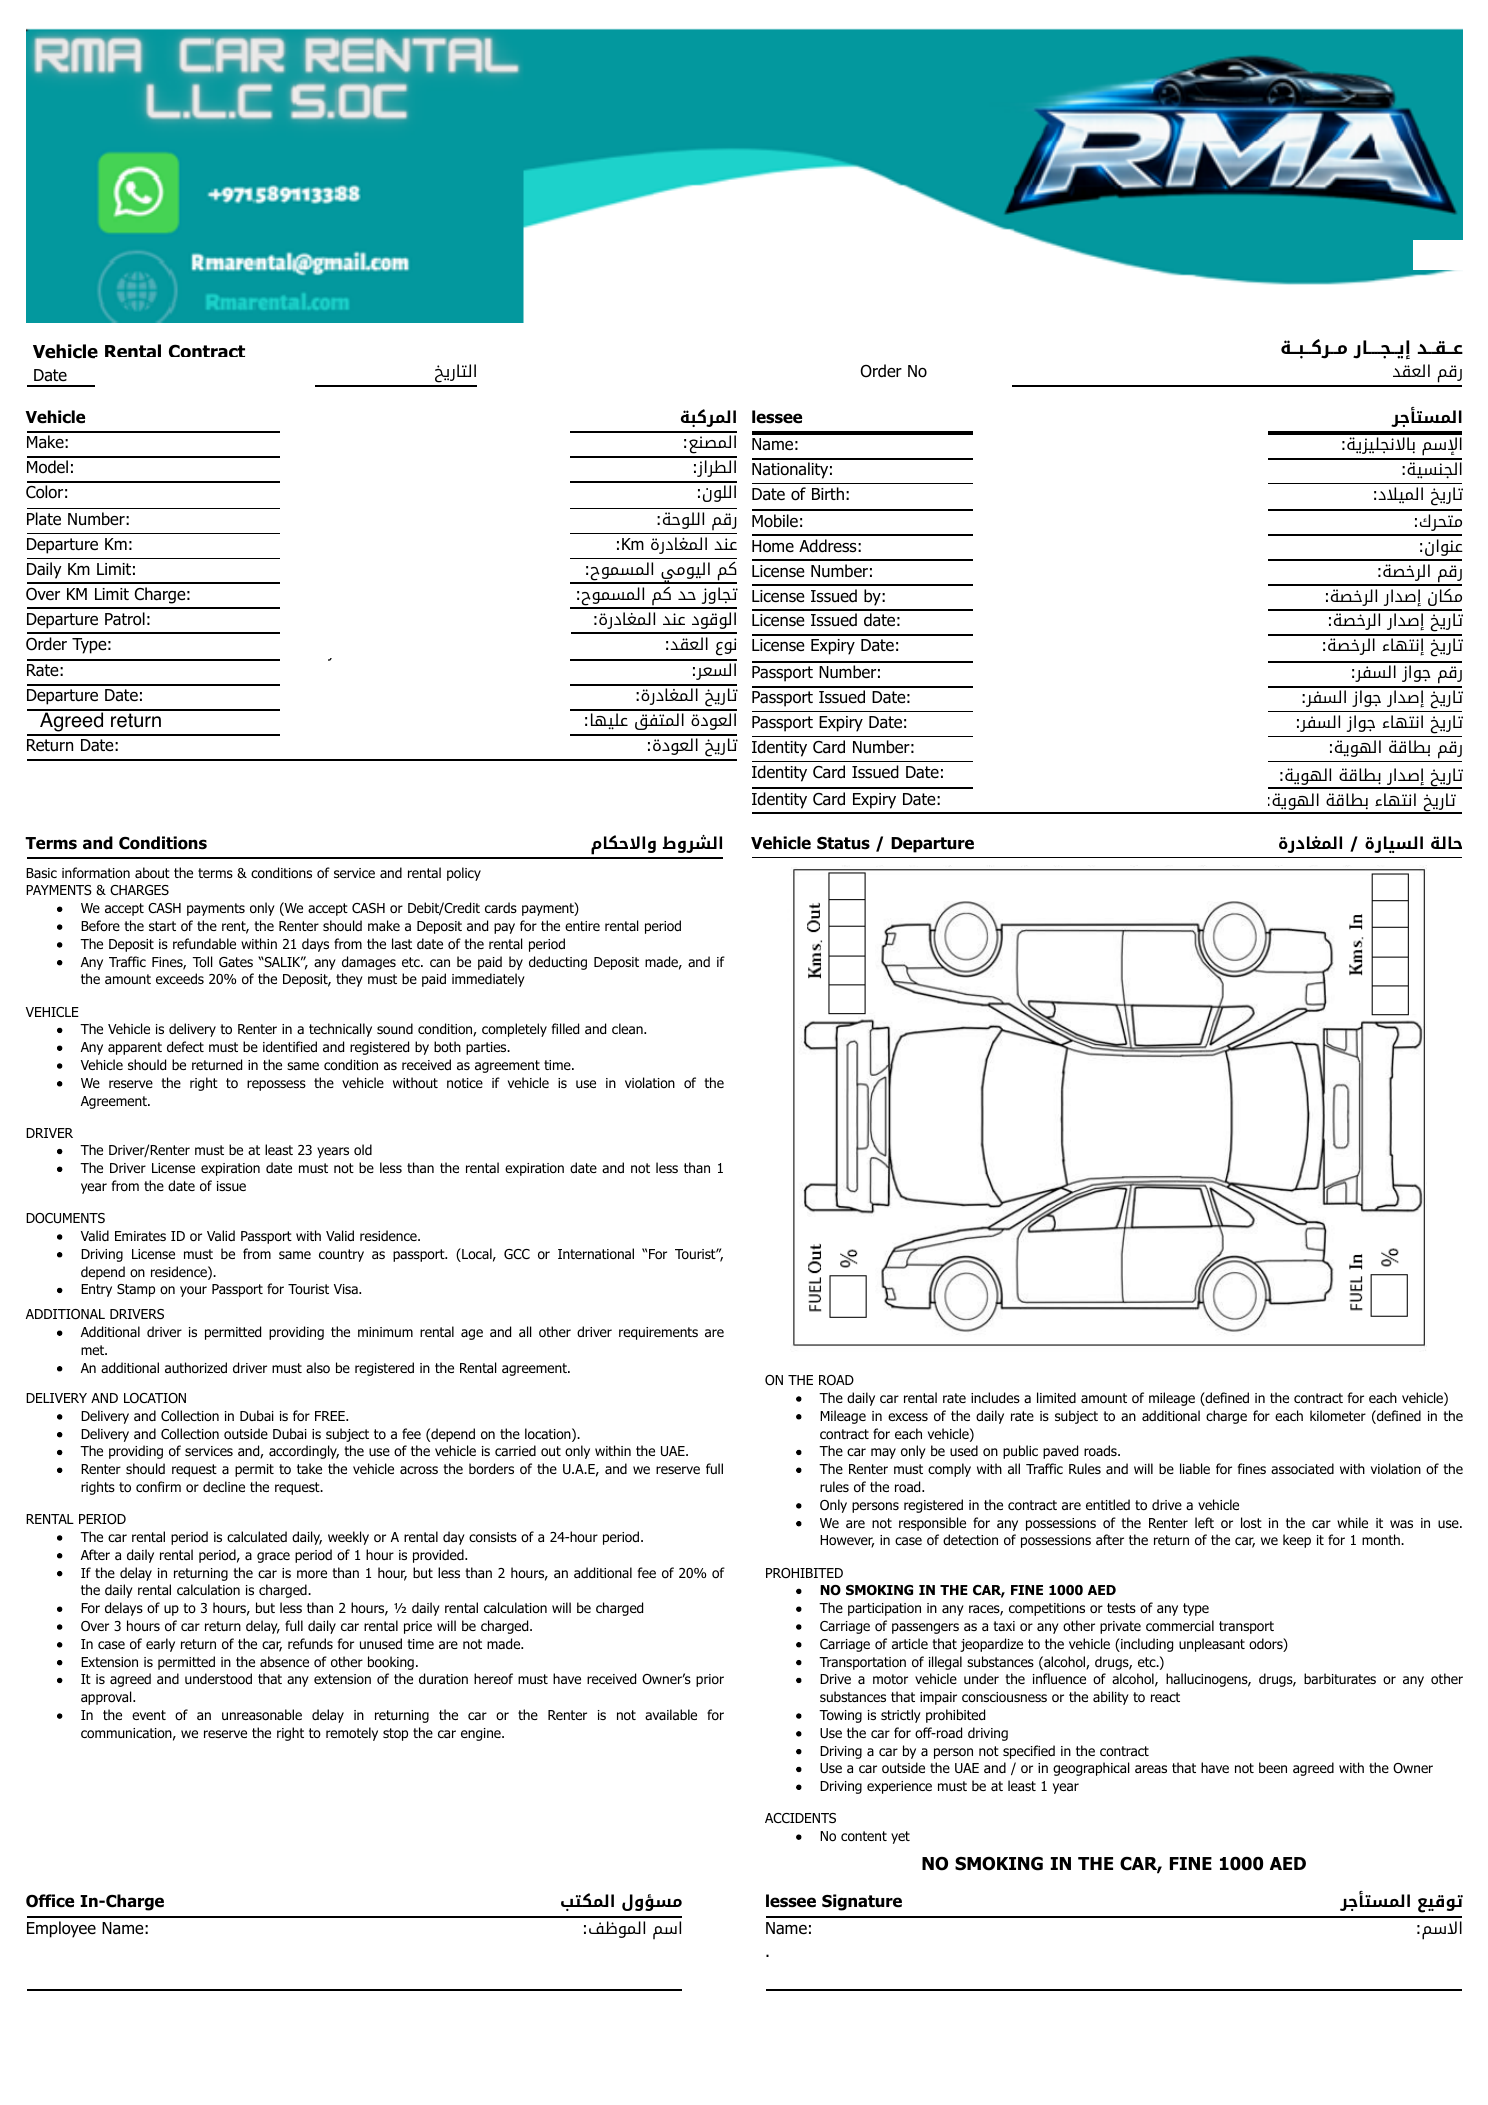 RMA CAR RENTAL
L.L.C S.OC
+971589113388
Rmarental@gmail.com
Rmarental.com
RMA
Vehicle Rental Contract
عـقـد إيـجـار مـركـبـة
Date
التاريخ
Order No
رقم العقد
Vehicle
المركبة
Make:
المصنع:
Model:
الطراز:
Color:
اللون:
Plate Number:
رقم اللوحة:
Departure Km:
عند المغادرة Km:
Daily Km Limit:
كم اليومي المسموح:
Over KM Limit Charge:
تجاوز حد كم المسموح:
Departure Patrol:
الوقود عند المغادرة:
Order Type:
نوع العقد:
Rate:
السعر:
Departure Date:
تاريخ المغادرة:
Agreed return
العودة المتفق عليها:
Return Date:
تاريخ العودة:
lessee
المستأجر
Name:
الإسم بالانجليزية:
Nationality:
الجنسية:
Date of Birth:
تاريخ الميلاد:
Mobile:
متحرك:
Home Address:
عنوان:
License Number:
رقم الرخصة:
License Issued by:
مكان إصدار الرخصة:
License Issued date:
تاريخ إصدار الرخصة:
License Expiry Date:
تاريخ إنتهاء الرخصة:
Passport Number:
رقم جواز السفر:
Passport Issued Date:
تاريخ إصدار جواز السفر:
Passport Expiry Date:
تاريخ انتهاء جواز السفر:
Identity Card Number:
رقم بطاقة الهوية:
Identity Card Issued Date:
تاريخ إصدار بطاقة الهوية:
Identity Card Expiry Date:
تاريخ انتهاء بطاقة الهوية:
Terms and Conditions
الشروط والاحكام
Basic information about the terms & conditions of service and rental policy
PAYMENTS & CHARGES
• We accept CASH payments only (We accept CASH or Debit/Credit cards payment)
• Before the start of the rent, the Renter should make a Deposit and pay for the entire rental period
• The Deposit is refundable within 21 days from the last date of the rental period
• Any Traffic Fines, Toll Gates “SALIK”, any damages etc. can be paid by deducting Deposit made, and if
the amount exceeds 20% of the Deposit, they must be paid immediately
VEHICLE
• The Vehicle is delivery to Renter in a technically sound condition, completely filled and clean.
• Any apparent defect must be identified and registered by both parties.
• Vehicle should be returned in the same condition as received as agreement time.
• We reserve the right to repossess the vehicle without notice if vehicle is use in violation of the
Agreement.
DRIVER
• The Driver/Renter must be at least 23 years old
• The Driver License expiration date must not be less than the rental expiration date and not less than 1
year from the date of issue
DOCUMENTS
• Valid Emirates ID or Valid Passport with Valid residence.
• Driving License must be from same country as passport. (Local, GCC or International “For Tourist”,
depend on residence).
• Entry Stamp on your Passport for Tourist Visa.
ADDITIONAL DRIVERS
• Additional driver is permitted providing the minimum rental age and all other driver requirements are
met.
• An additional authorized driver must also be registered in the Rental agreement.
DELIVERY AND LOCATION
• Delivery and Collection in Dubai is for FREE.
• Delivery and Collection outside Dubai is subject to a fee (depend on the location).
• The providing of services and, accordingly, the use of the vehicle is carried out only within the UAE.
• Renter should request a permit to take the vehicle across the borders of the U.A.E, and we reserve full
rights to confirm or decline the request.
RENTAL PERIOD
• The car rental period is calculated daily, weekly or A rental day consists of a 24-hour period.
• After a daily rental period, a grace period of 1 hour is provided.
• If the delay in returning the car is more than 1 hour, but less than 2 hours, an additional fee of 20% of
the daily rental calculation is charged.
• For delays of up to 3 hours, but less than 2 hours, ½ daily rental calculation will be charged
• Over 3 hours of car return delay, full daily car rental price will be charged.
• In case of early return of the car, refunds for unused time are not made.
• Extension is permitted in the absence of other booking.
• It is agreed and understood that any extension of the duration hereof must have received Owner’s prior
approval.
• In the event of an unreasonable delay in returning the car or the Renter is not available for
communication, we reserve the right to remotely stop the car engine.
Vehicle Status / Departure
حالة السيارة / المغادرة
Kms. Out
Kms. In
FUEL Out
%
FUEL In
%
ON THE ROAD
• The daily car rental rate includes a limited amount of mileage (defined in the contract for each vehicle)
• Mileage in excess of the daily rate is subject to an additional charge for each kilometer (defined in the
contract for each vehicle)
• The car may only be used on public paved roads.
• The Renter must comply with all Traffic Rules and will be liable for fines associated with violation of the
rules of the road.
• Only persons registered in the contract are entitled to drive a vehicle
• We are not responsible for any possessions of the Renter left or lost in the car while it was in use.
However, in case of detection of possessions after the return of the car, we keep it for 1 month.
PROHIBITED
• NO SMOKING IN THE CAR, FINE 1000 AED
• The participation in any races, competitions or tests of any type
• Carriage of passengers as a taxi or any other private commercial transport
• Carriage of article that jeopardize to the vehicle (including unpleasant odors)
• Transportation of illegal substances (alcohol, drugs, etc.)
• Drive a motor vehicle under the influence of alcohol, hallucinogens, drugs, barbiturates or any other
substances that impair consciousness or the ability to react
• Towing is strictly prohibited
• Use the car for off-road driving
• Driving a car by a person not specified in the contract
• Use a car outside the UAE and / or in geographical areas that have not been agreed with the Owner
• Driving experience must be at least 1 year
ACCIDENTS
• No content yet
NO SMOKING IN THE CAR, FINE 1000 AED
Office In-Charge
مسؤول المكتب
Employee Name:
اسم الموظف:
lessee Signature
توقيع المستأجر
Name:
الاسم:
.